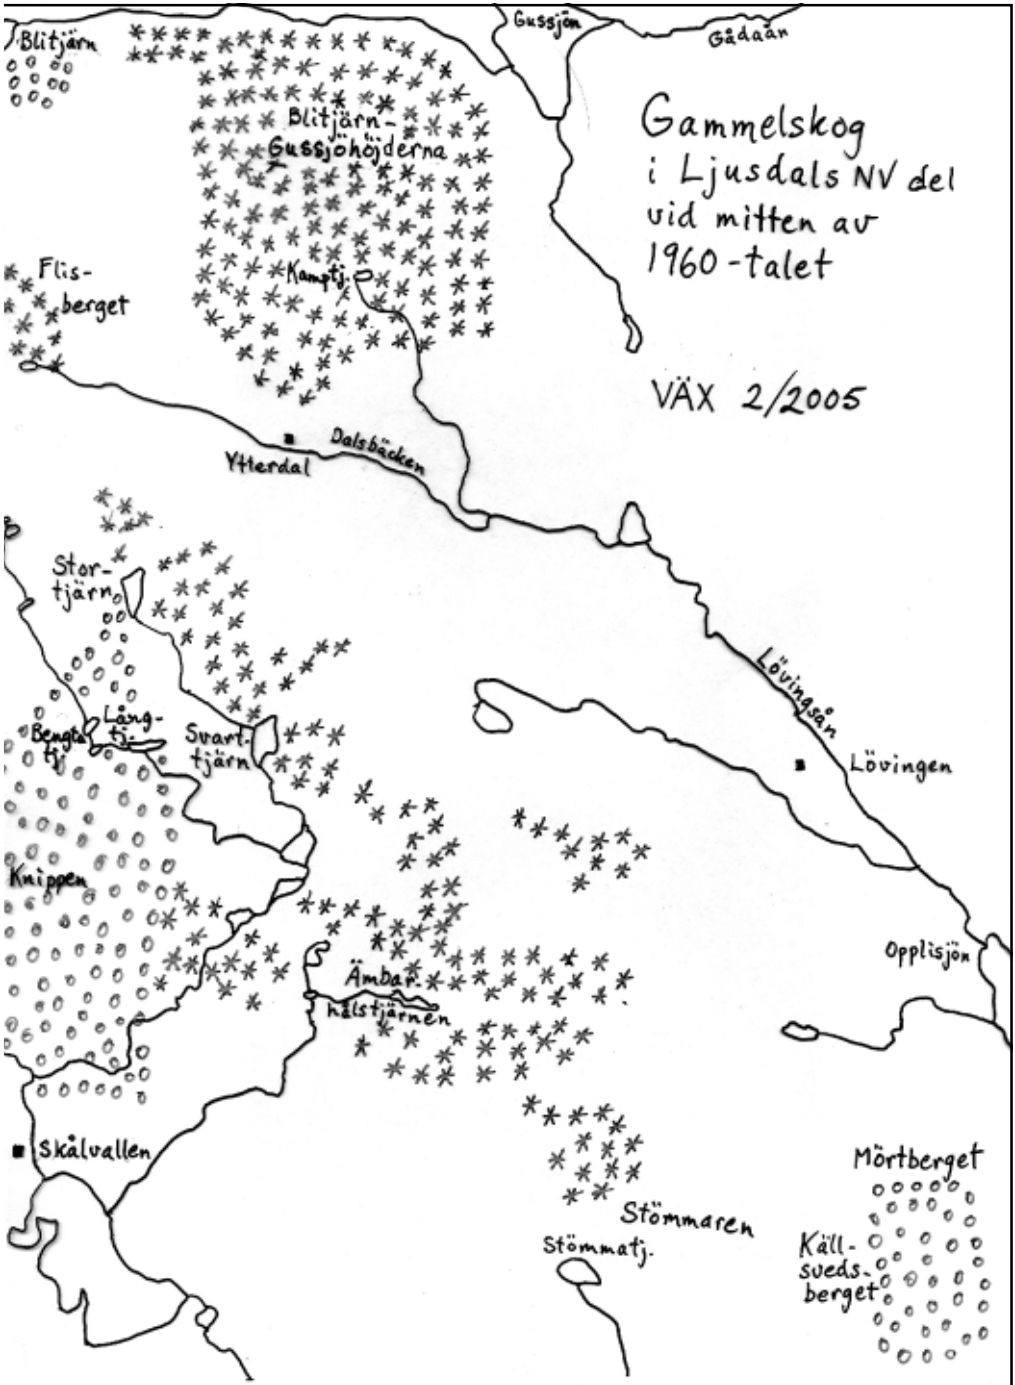 Gussjön
Gådaån
Blitjärn
Gammelskog
i Ljusdals NV del
vid mitten av
1960-talet
Blitjärn-
Gussjöhöjderna
Flis-
berget
Kamptj.
VÄX 2/2005
Dalsbäcken
Ytterdal
Stor-
tjärn
Lövingsån
Lång-
tj.
Bengts
tj.
Svart-
tjärn
Lövingen
Knippen
Opplisjön
Ämbar-
hålstjärnen
Skålvallen
Mörtberget
Stömmaren
Stömmatj.
Käll-
sveds-
berget